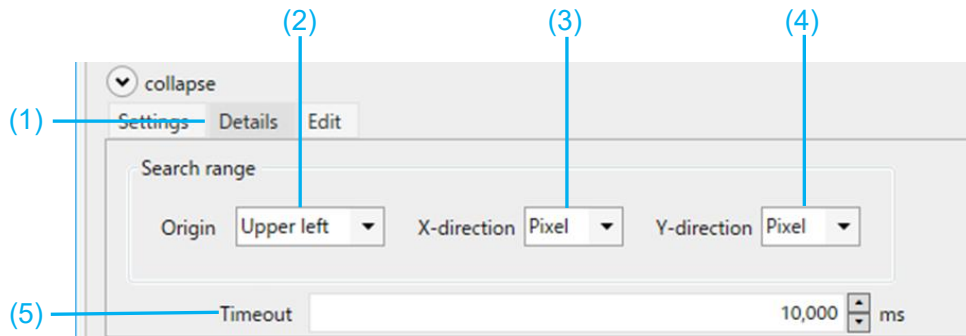 (2) (3) (4)
collapse
(1) Settings Details Edit
Search range
Origin Upper left X-direction Pixel Y-direction Pixel
(5) Timeout 10,000 ms